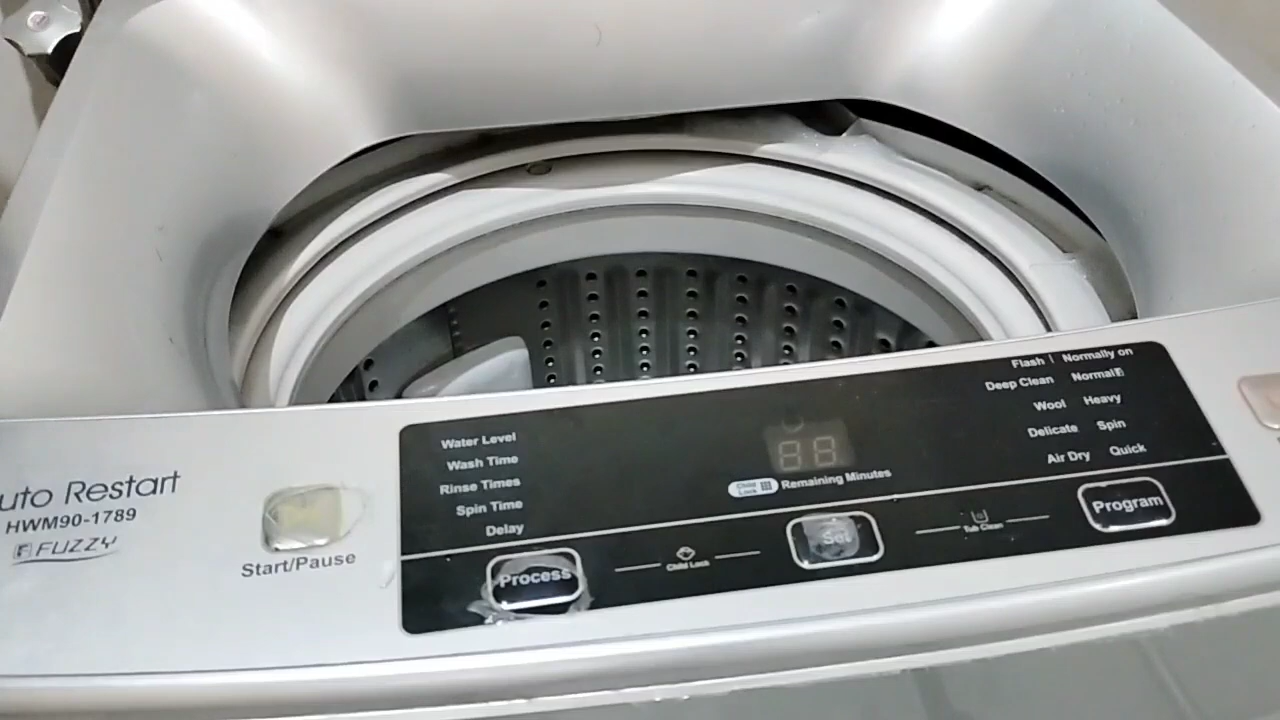 uto Restart
HWM90-1789
F FUZZY
Start/Pause
Water Level
Wash Time
Rinse Times
Spin Time
Delay
Process
Child Lock
88
Child Lock Remaining Minutes
Set
Tub Clean
Flash Normally on
Deep Clean Normal F
Wool Heavy
Delicate Spin
Air Dry Quick
Program